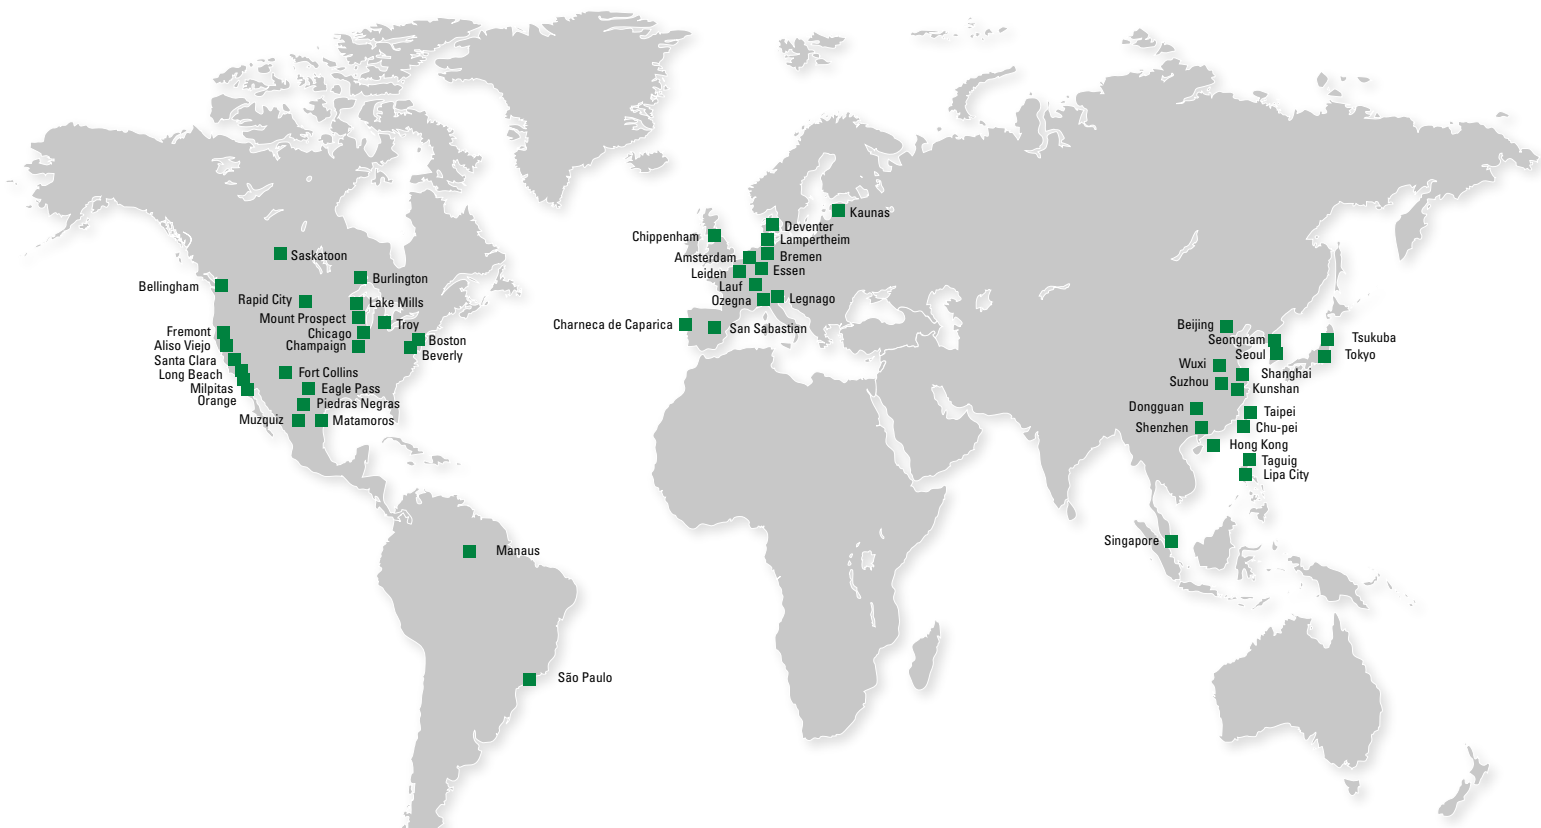 Saskatoon
Bellingham
Burlington
Rapid City
Lake Mills
Mount Prospect
Troy
Fremont
Chicago
Boston
Aliso Viejo
Champaign
Beverly
Santa Clara
Long Beach
Fort Collins
Milpitas
Eagle Pass
Orange
Piedras Negras
Muzquiz
Matamoros
Manaus
São Paulo
Kaunas
Deventer
Chippenham
Lampertheim
Amsterdam
Bremen
Leiden
Essen
Lauf
Ozegna
Legnago
Charneca de Caparica
San Sabastian
Beijing
Seongnam
Tsukuba
Seoul
Tokyo
Wuxi
Shanghai
Suzhou
Kunshan
Dongguan
Taipei
Shenzhen
Chu-pei
Hong Kong
Taguig
Lipa City
Singapore